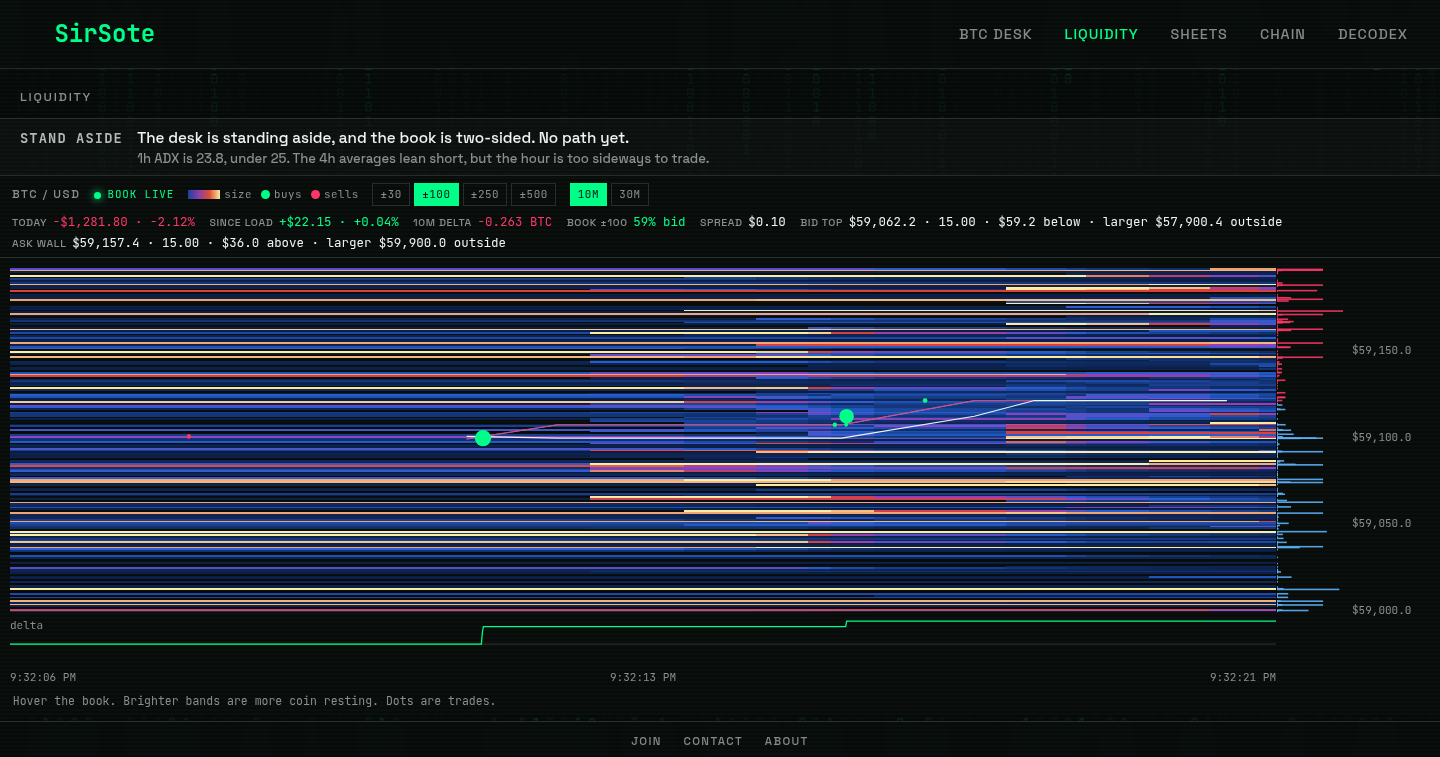 SirSote
BTC DESK LIQUIDITY SHEETS CHAIN DECODEX
LIQUIDITY
STAND ASIDE The desk is standing aside, and the book is two-sided. No path yet.
1h ADX is 23.8, under 25. The 4h averages lean short, but the hour is too sideways to trade.
BTC / USD BOOK LIVE size buys sells ±30 ±100 ±250 ±500 10M 30M
TODAY -$1,281.80 · -2.12% SINCE LOAD +$22.15 · +0.04% 10M DELTA -0.263 BTC BOOK ±100 59% bid SPREAD $0.10 BID TOP $59,062.2 · 15.00 · $59.2 below · larger $57,900.4 outside
ASK WALL $59,157.4 · 15.00 · $36.0 above · larger $59,900.0 outside
$59,150.0
$59,100.0
$59,050.0
$59,000.0
delta
9:32:06 PM 9:32:13 PM 9:32:21 PM
Hover the book. Brighter bands are more coin resting. Dots are trades.
JOIN CONTACT ABOUT